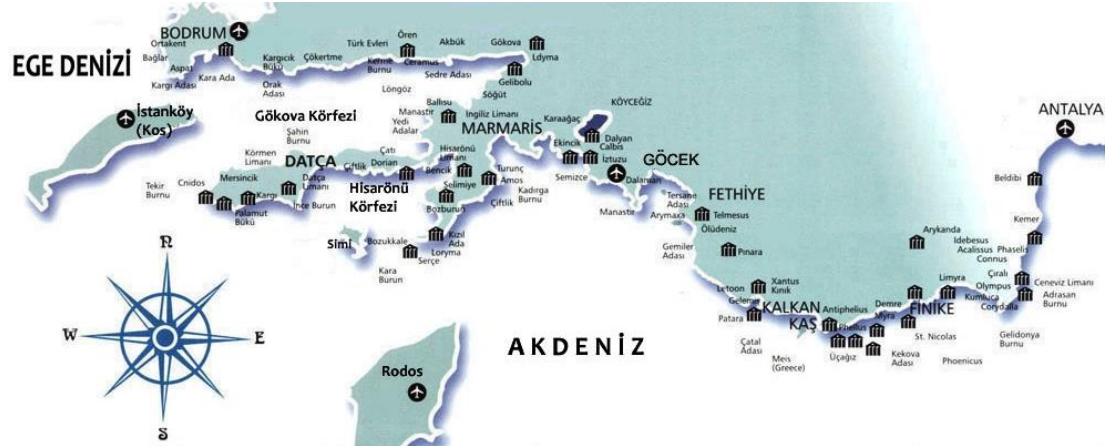 BODRUM
Ortakent
Bağlar
Aspat
Kargı Adası
Kara Ada
Kargıcık
Bükü
Orak
Adası
Çökertme
Türk Evleri
Ören
Kerme
Burnu
Ceramus
Löngöz
Akbük
Sedre Adası
Gökova
Ldyma
Gelibolu
Söğüt
EGE DENİZİ
İstanköy
(Kos)
Gökova Körfezi
Şahin
Burnu
Ballısu
Manastır
İngiliz Limanı
Yedi
Adalar
MARMARİS
Karaağaç
KÖYCEĞİZ
Ekincik
Dalyan
Calbis
İztuzu
GÖCEK
Semizce
Dalaman
Manastır
ANTALYA
Körmen
Limanı
DATÇA
Çatı
Çiftlik
Dorian
Hisarönü
Limanı
Bencik
Turunç
Amos
Kadırga
Burnu
Çiftlik
Selimiye
Bozburun
Tekir
Burnu
Cnidos
Mersincik
Kargı
Datça
Limanı
Palamut
Bükü
İnce Burun
Hisarönü
Körfezi
Simi
Bozukkale
Kızıl
Ada
Loryma
Serçe
Kara
Burun
Tersane
Adası
Arymaxa
FETHİYE
Telmesus
Ölüdeniz
Gemiler
Adası
Pınara
Beldibi
Kemer
Arykanda
Idebesus
Acalissus
Connus
Phaselis
Letoon
Xantus
Kınık
Geleme
Patara
KALKAN
KAŞ
Antiphelius
Phellus
Demre
Myra
Limyra
FİNİKE
Çıralı
Olympus
Kumluca
Corydalla
Ceneviz Limanı
Adrasan
Burnu
Çatal
Adası
Meis
(Greece)
Üçağız
Kekova
Adası
St. Nicolas
Phoenicus
Gelidonya
Burnu
AKDENİZ
Rodos
N
W
E
S